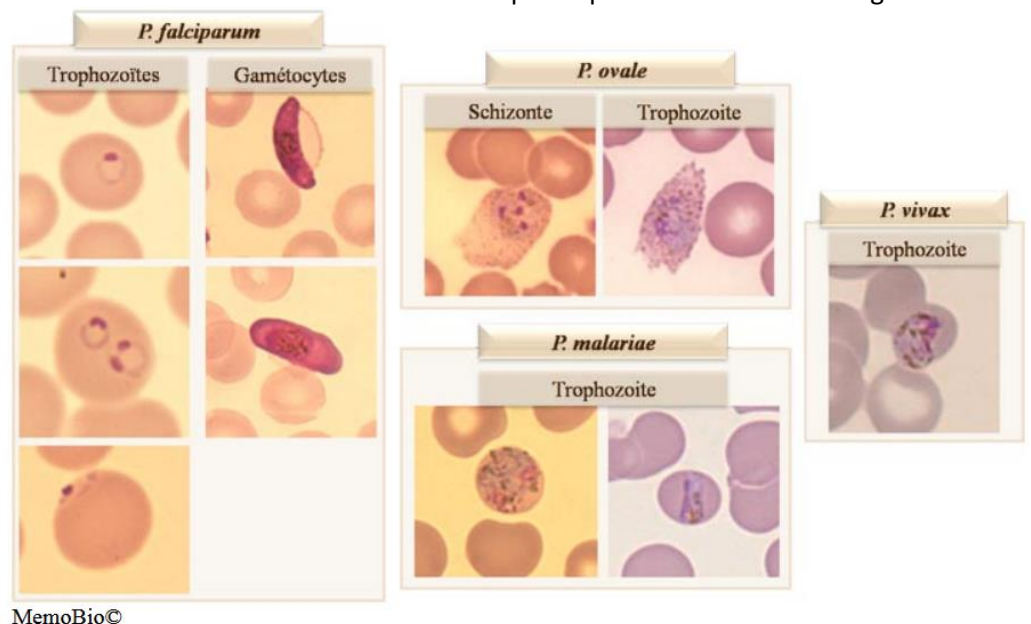 P. falciparum
Trophozoïtes
Gamétocytes
P. ovale
Schizonte
Trophozoite
P. malariae
Trophozoite
P. vivax
Trophozoite
MemoBio©